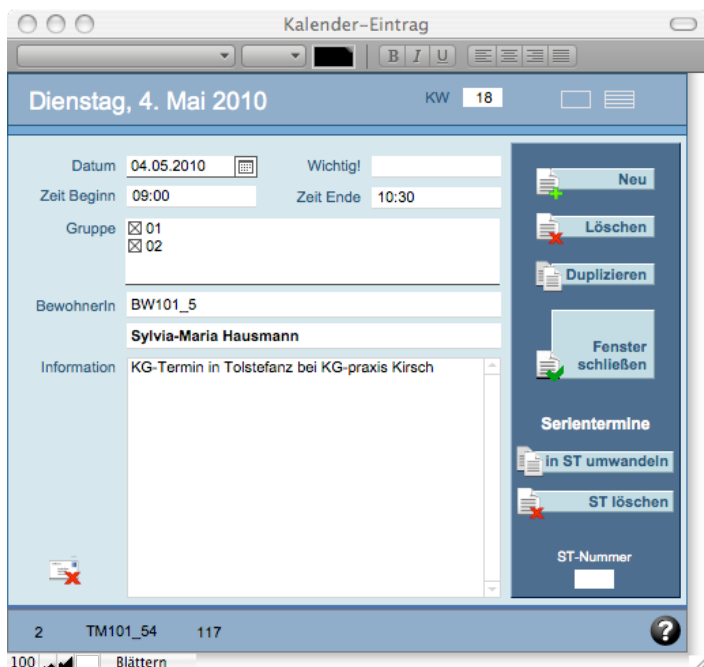 Kalender-Eintrag
B I U
Dienstag, 4. Mai 2010 KW 18
Datum 04.05.2010 Wichtig!
Zeit Beginn 09:00 Zeit Ende 10:30
Gruppe 01
02
BewohnerIn BW101_5
Sylvia-Maria Hausmann
Information KG-Termin in Tolstefanz bei KG-praxis Kirsch
Neu
Löschen
Duplizieren
Fenster
schließen
Serientermine
in ST umwandeln
ST löschen
ST-Nummer
2 TM101_54 117 ?
100 Blättern